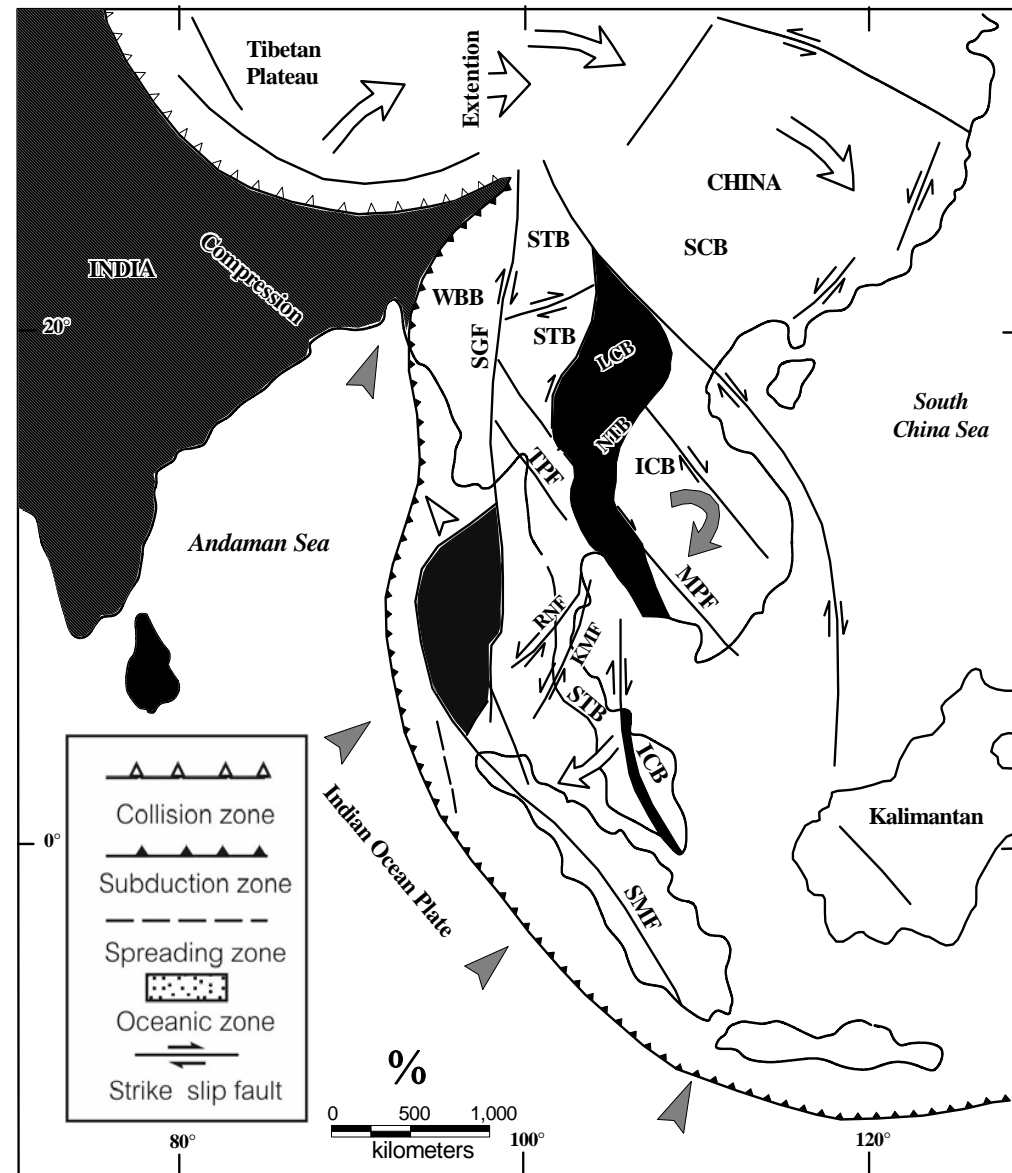 Tibetan
Plateau
Extention
CHINA
STB
SCB
INDIA
Compression
WBB
20°
STB
SGF
LCB
South
China Sea
NTB
TPF
ICB
Andaman Sea
MPF
RNF
KMF
STB
ICB
Indian Ocean Plate
Kalimantan
0°
SMF
Collision zone
Subduction zone
Spreading zone
Oceanic zone
Strike slip fault
%
0 500 1,000
kilometers
80° 100° 120°